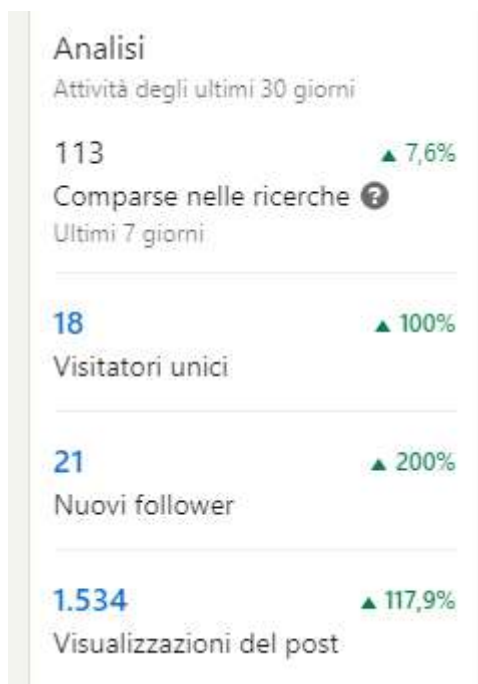 Analisi
Attività degli ultimi 30 giorni
113 ▲ 7,6%
Comparse nelle ricerche ?
Ultimi 7 giorni
18 ▲ 100%
Visitatori unici
21 ▲ 200%
Nuovi follower
1.534 ▲ 117,9%
Visualizzazioni del post